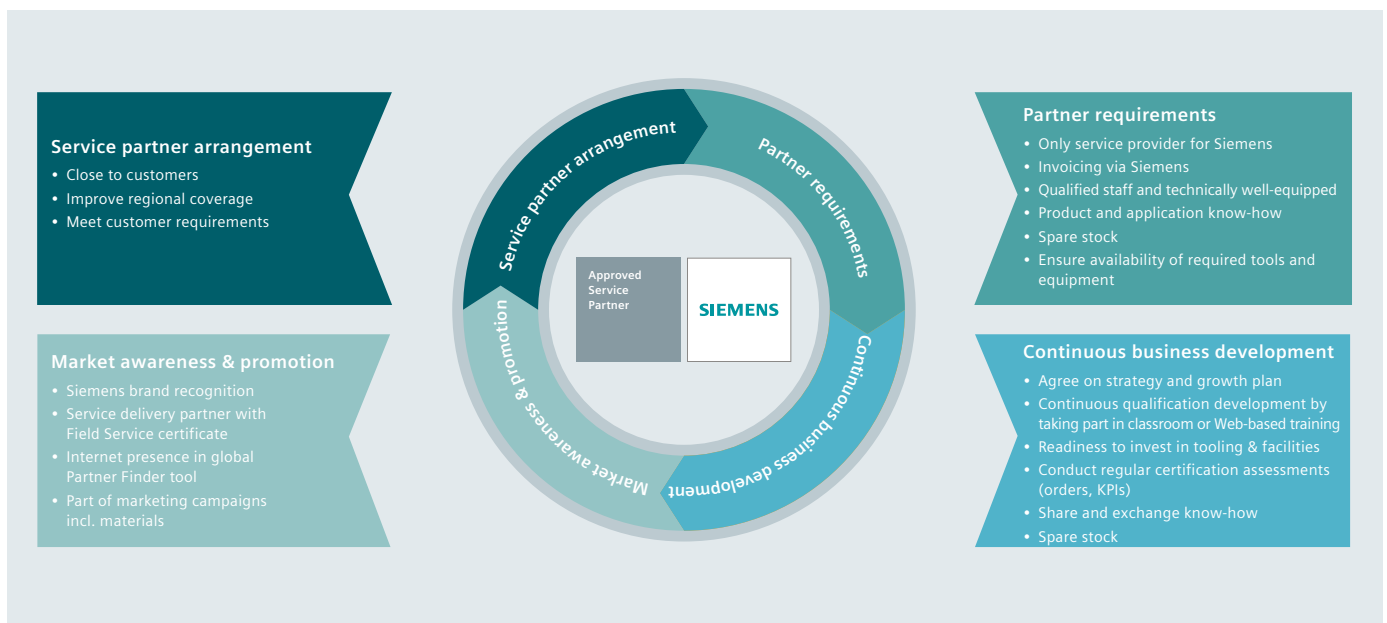 Service partner arrangement
• Close to customers
• Improve regional coverage
• Meet customer requirements
Market awareness & promotion
• Siemens brand recognition
• Service delivery partner with
Field Service certificate
• Internet presence in global
Partner Finder tool
• Part of marketing campaigns
incl. materials
Service partner arrangement
Partner requirements
Continuous business development
Market awareness & promotion
Approved
Service
Partner
SIEMENS
Partner requirements
• Only service provider for Siemens
• Invoicing via Siemens
• Qualified staff and technically well-equipped
• Product and application know-how
• Spare stock
• Ensure availability of required tools and
equipment
Continuous business development
• Agree on strategy and growth plan
• Continuous qualification development by
taking part in classroom or Web-based training
• Readiness to invest in tooling & facilities
• Conduct regular certification assessments
(orders, KPIs)
• Share and exchange know-how
• Spare stock